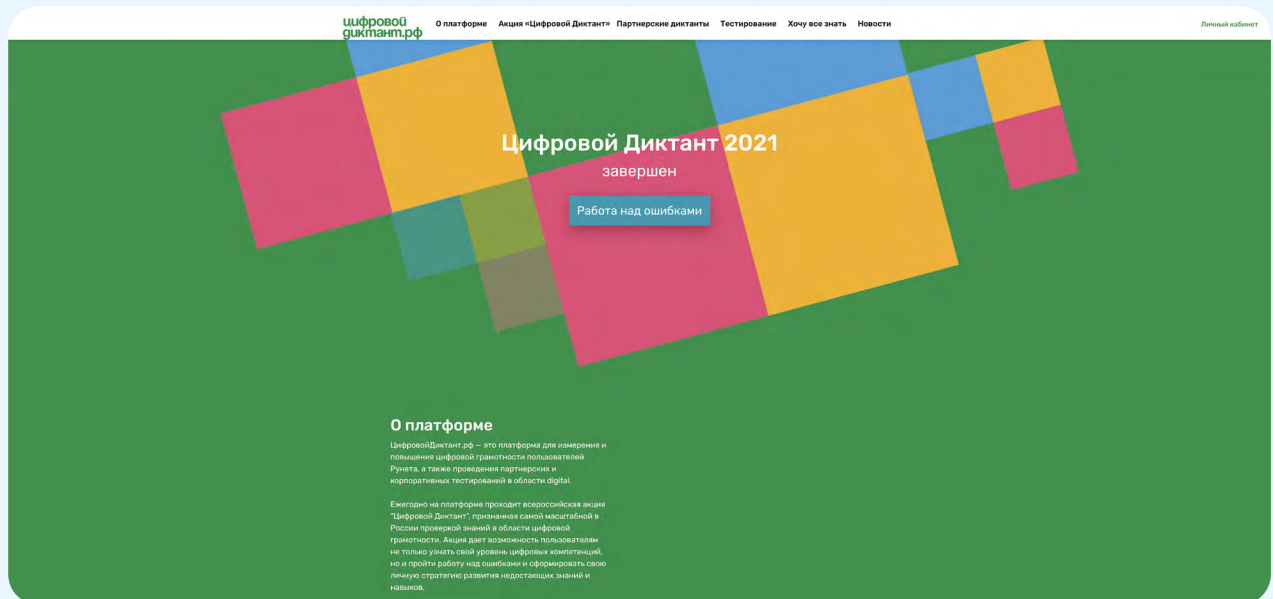 цифровой
диктант.рф
О платформе Акция «Цифровой Диктант» Партнерские диктанты Тестирование Хочу все знать Новости
Личный кабинет
Цифровой Диктант 2021
завершен
Работа над ошибками
О платформе
ЦифровойДиктант.рф — это платформа для измерения и
повышения цифровой грамотности пользователей
Рунета, а также проведения партнерских и
корпоративных тестирований в области digital.
Ежегодно на платформе проходит всероссийская акция
"Цифровой Диктант", признанная самой масштабной в
России проверкой знаний в области цифровой
грамотности. Акция дает возможность пользователям
не только узнать свой уровень цифровых компетенций,
но и пройти работу над ошибками и сформировать свою
личную стратегию развития недостающих знаний и
навыков.